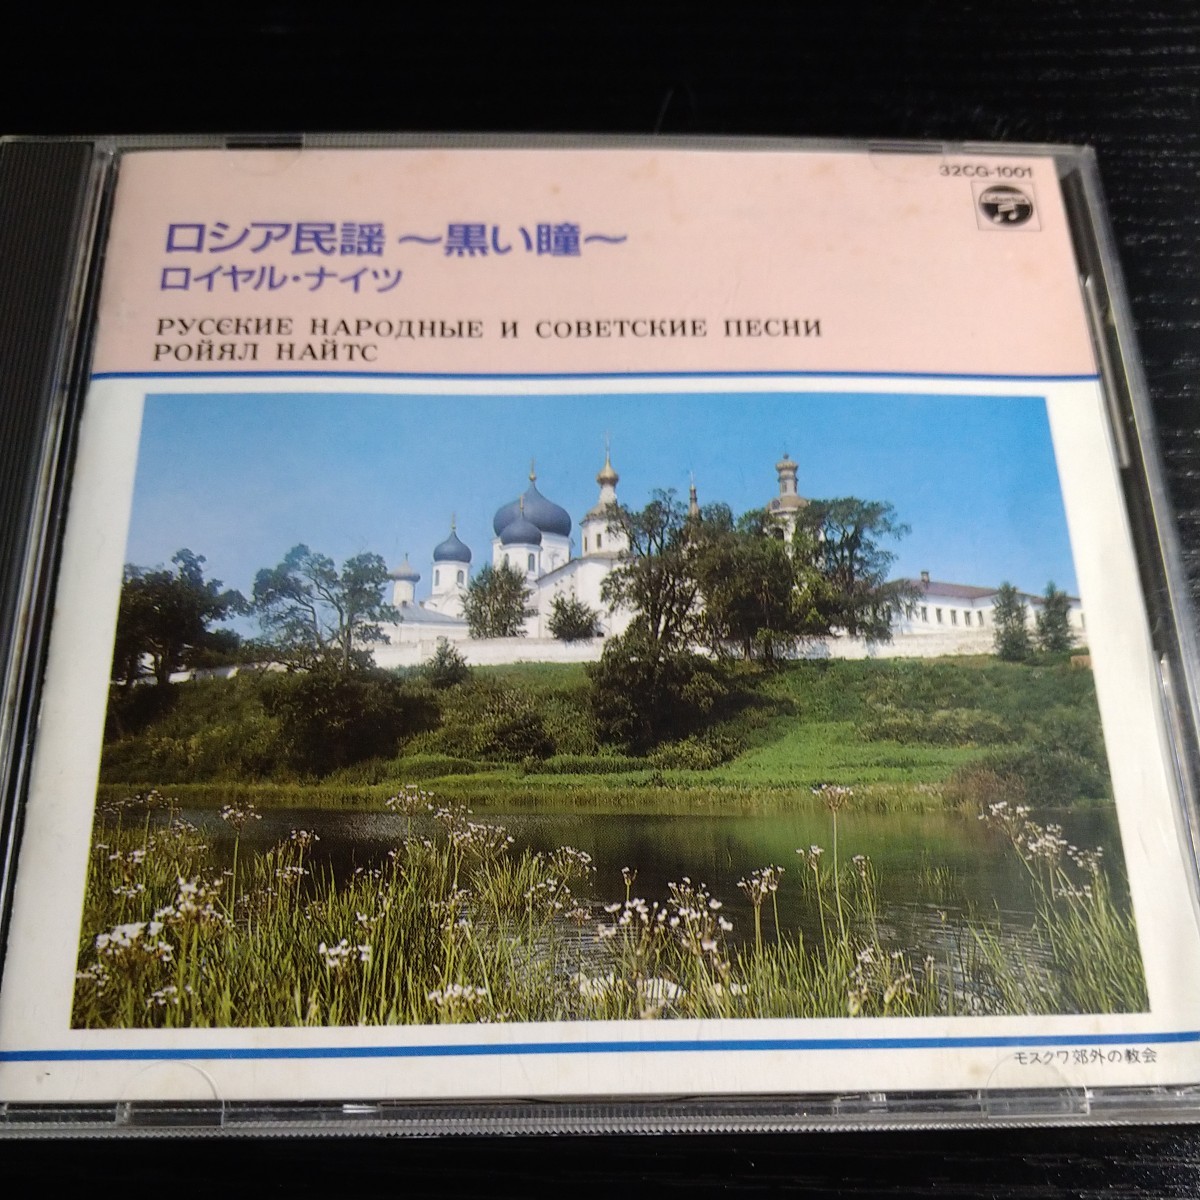 32CG-1001
Columbia
ロシア民謡 〜黒い瞳〜
ロイヤル・ナイツ
РУСЄКИЕ НАРОДНЫЕ И СОВЕТСКИЕ ПЕСНИ
РОЙЯЛ НАЙТС
モスクワ郊外の教会